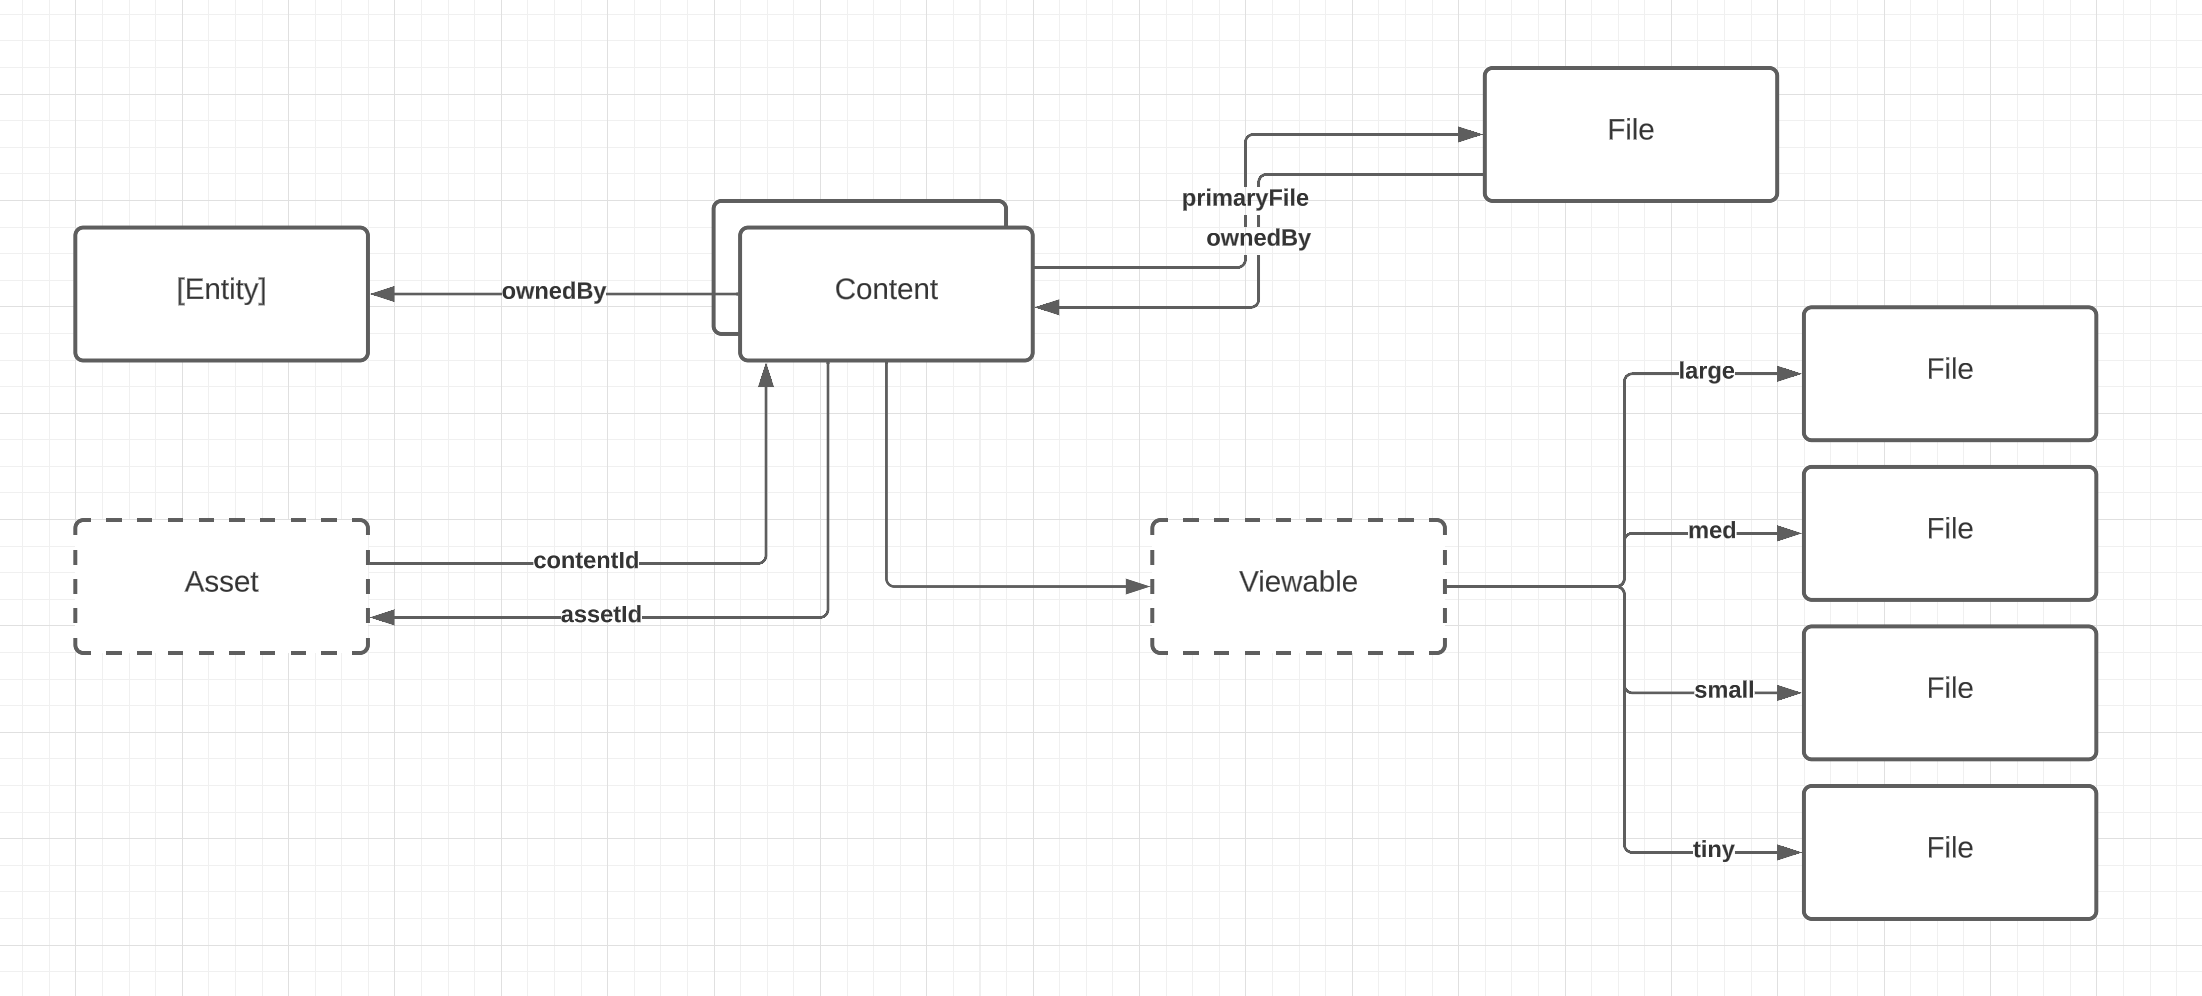 File
primaryFile
ownedBy
[Entity]
ownedBy
Content
large
File
med
File
contentId
Asset
assetId
Viewable
small
File
tiny
File